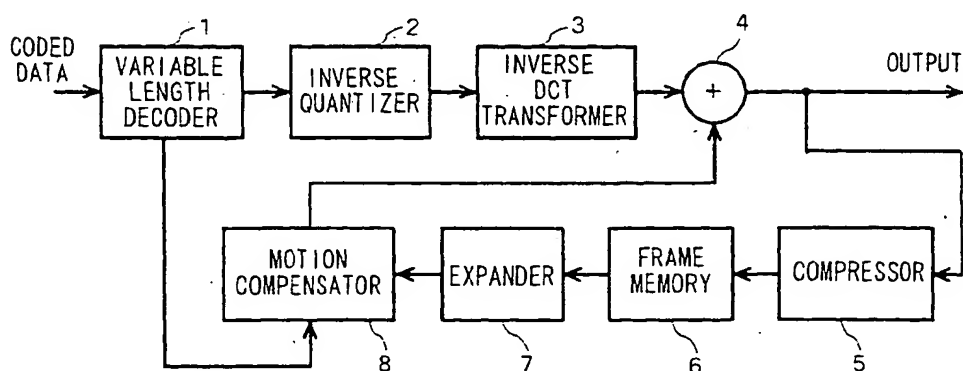 1
2
3
4
CODED
DATA
VARIABLE
LENGTH
DECODER
INVERSE
QUANTIZER
INVERSE
DCT
TRANSFORMER
+
OUTPUT
MOTION
COMPENSATOR
EXPANDER
FRAME
MEMORY
COMPRESSOR
8
7
6
5